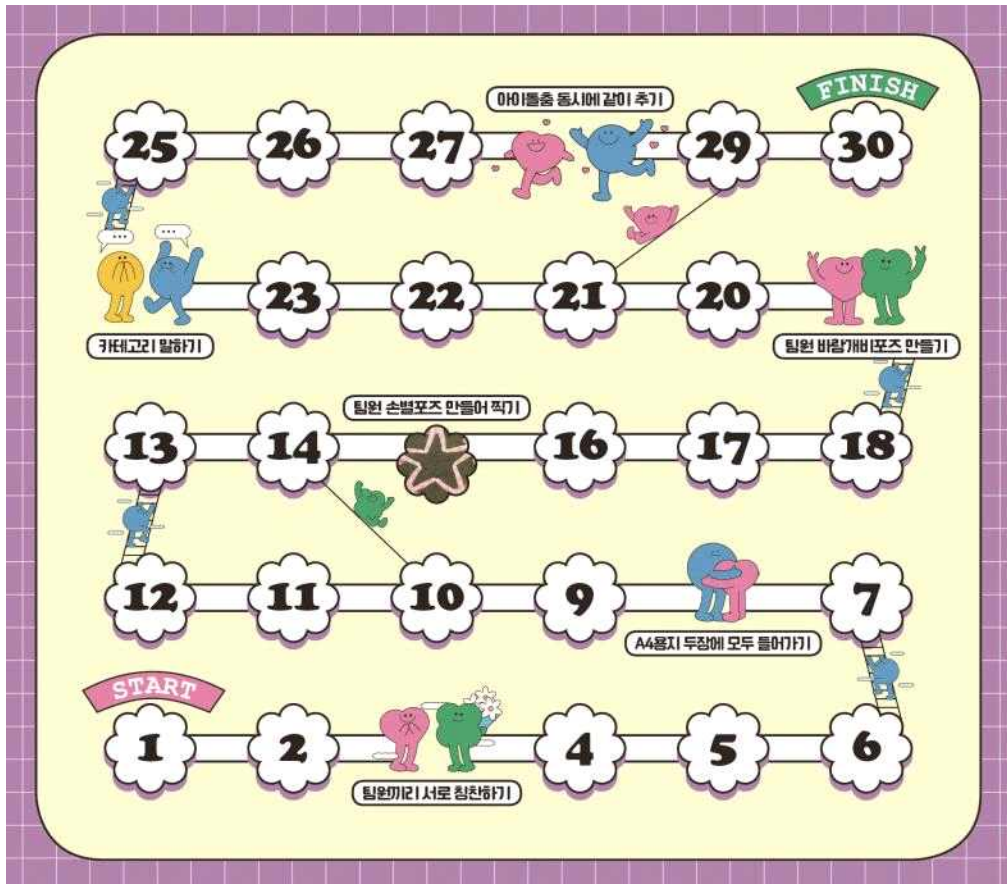 아이돌춤 동시에 같이 추기
FINISH
25 26 27 29 30
... ...
23 22 21 20
카테고리 말하기
팀원 바람개비포즈 만들기
팀원 손별포즈 만들어 찍기
13 14 16 17 18
12 11 10 9 7
A4용지 두장에 모두 들어가기
START
1 2 4 5 6
팀원끼리 서로 칭찬하기